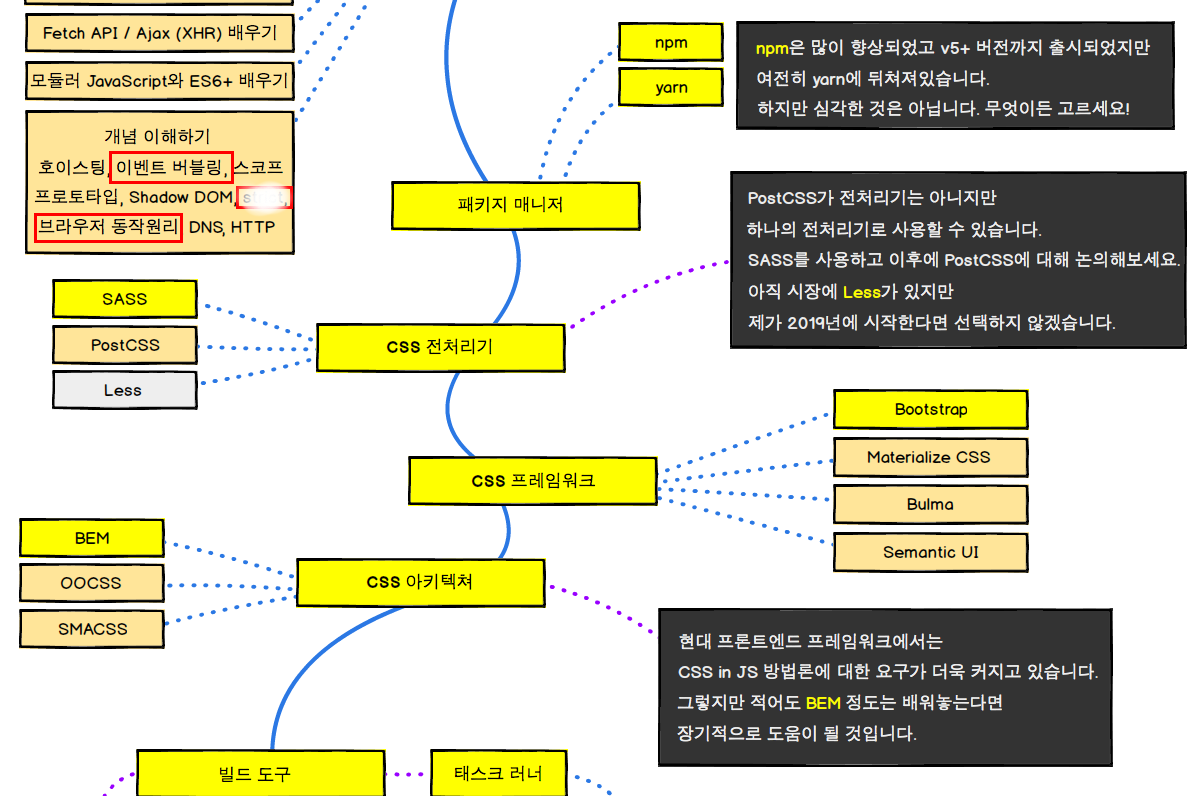 Fetch API / Ajax (XHR) 배우기
모듈러 JavaScript와 ES6+ 배우기
개념 이해하기
호이스팅, 이벤트 버블링, 스코프
프로토타입, Shadow DOM,
브라우저 동작원리 DNS, HTTP
npm
yarn
npm은 많이 향상되었고 v5+ 버전까지 출시되었지만
여전히 yarn에 뒤쳐져있습니다.
하지만 심각한 것은 아닙니다. 무엇이든 고르세요!
패키지 매니저
PostCSS가 전처리기는 아니지만
하나의 전처리기로 사용할 수 있습니다.
SASS를 사용하고 이후에 PostCSS에 대해 논의해보세요.
아직 시장에 Less가 있지만
제가 2019년에 시작한다면 선택하지 않겠습니다.
SASS
PostCSS
Less
CSS 전처리기
Bootstrap
Materialize CSS
Bulma
Semantic UI
CSS 프레임워크
BEM
OOCSS
SMACSS
CSS 아키텍쳐
현대 프론트엔드 프레임워크에서는
CSS in JS 방법론에 대한 요구가 더욱 커지고 있습니다.
그렇지만 적어도 BEM 정도는 배워놓는다면
장기적으로 도움이 될 것입니다.
빌드 도구
태스크 러너